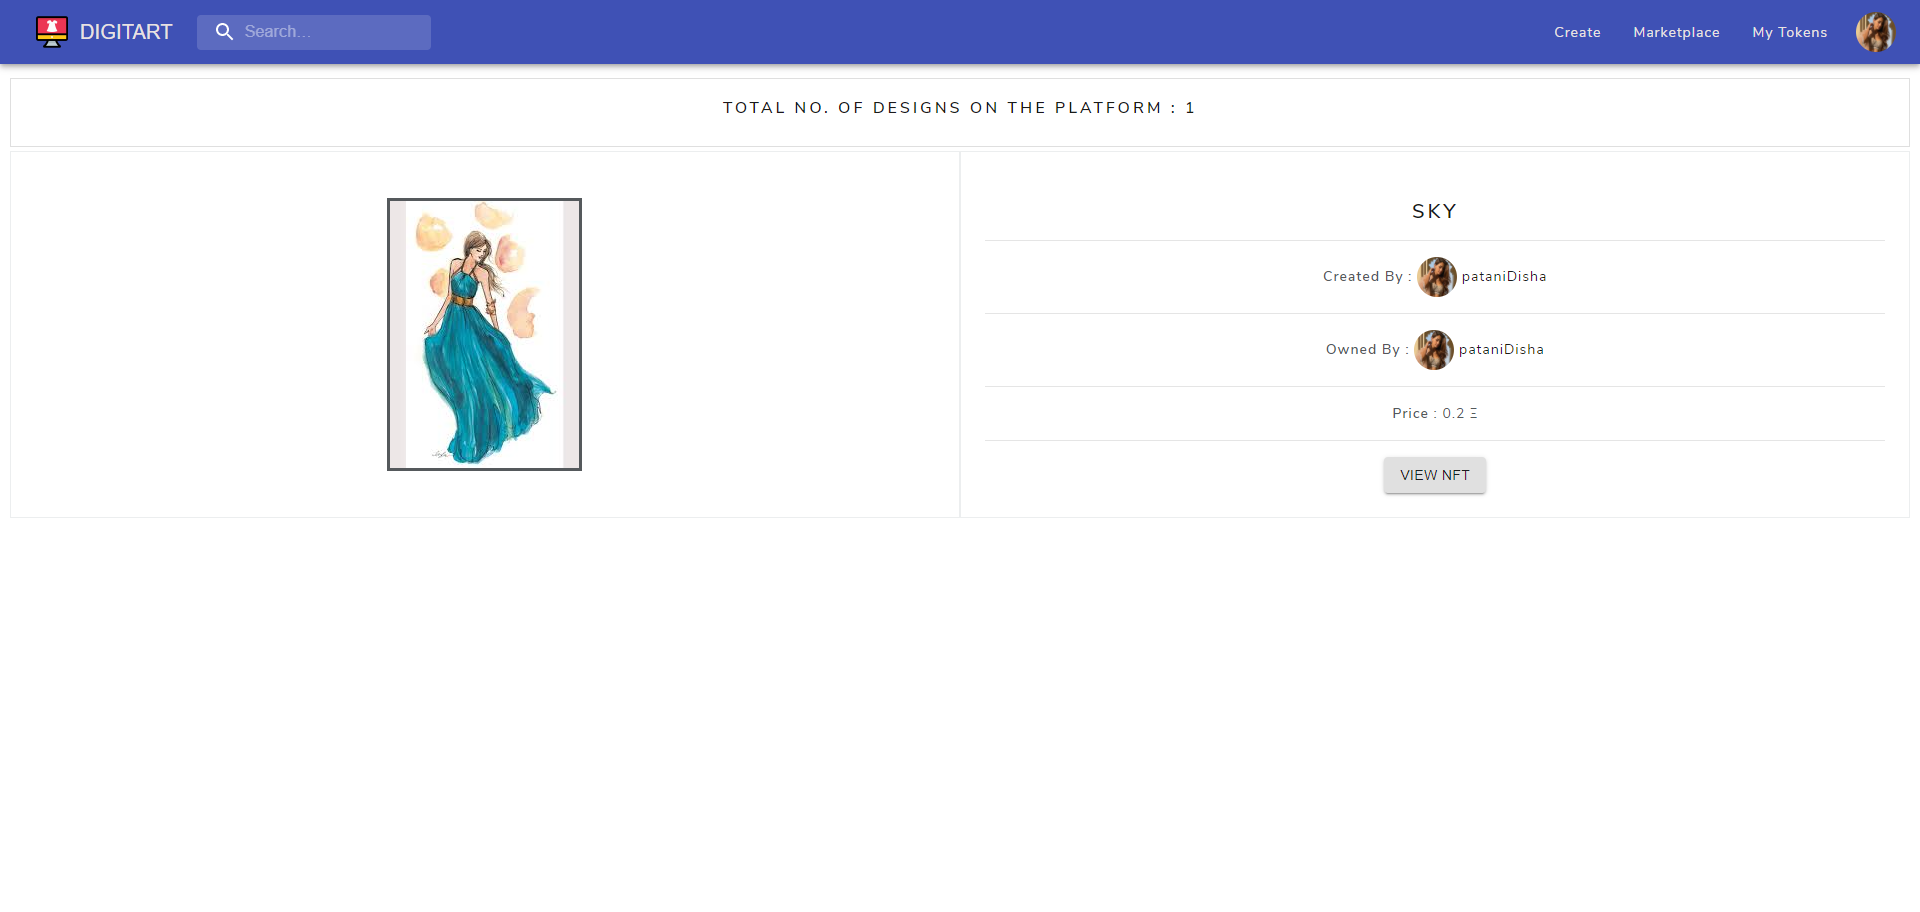 DIGITART
Search...
Create
Marketplace
My Tokens
TOTAL NO. OF DESIGNS ON THE PLATFORM : 1
SKY
Created By : pataniDisha
Owned By : pataniDisha
Price : 0.2 Ξ
VIEW NFT